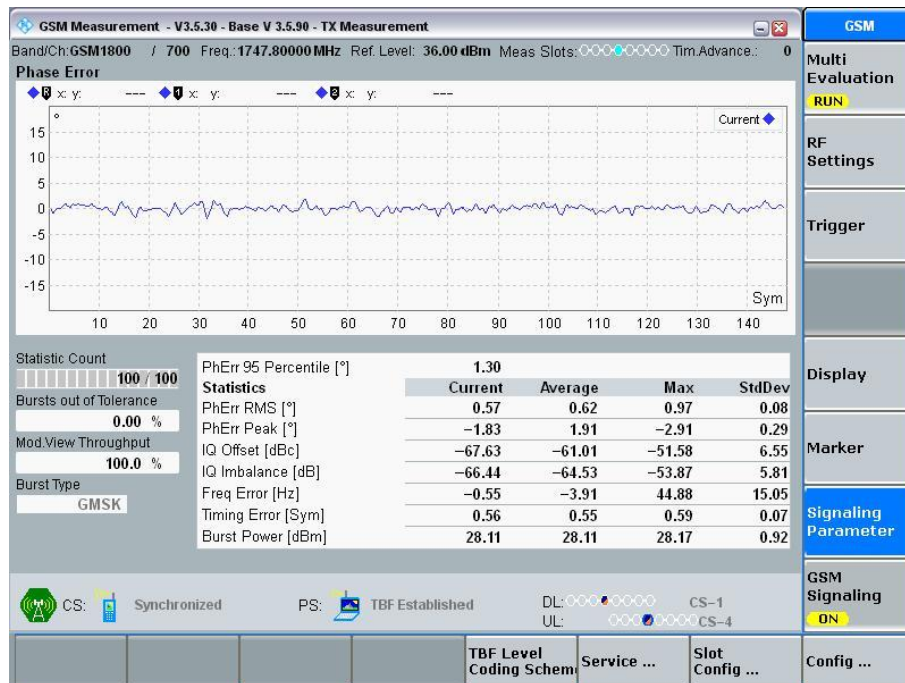 GSM Measurement - V3.5.30 - Base V 3.5.90 - TX Measurement
GSM
Band/Ch:GSM1800 / 700 Freq.:1747.80000 MHz Ref. Level: 36.00 dBm Meas Slots: Tim.Advance.: 0
Multi Evaluation
RUN
Phase Error
R x: y: --- 1 x: y: --- 2 x: y: ---
°
Current
15
10
5
0
-5
-10
-15
Sym
10 20 30 40 50 60 70 80 90 100 110 120 130 140
RF Settings
Trigger
Display
Marker
Signaling Parameter
GSM Signaling
ON
Statistic Count
100 / 100
Bursts out of Tolerance
0.00 %
Mod.View Throughput
100.0 %
Burst Type
GMSK
PhErr 95 Percentile [°] 1.30
Statistics Current Average Max StdDev
PhErr RMS [°] 0.57 0.62 0.97 0.08
PhErr Peak [°] −1.83 1.91 −2.91 0.29
IQ Offset [dBc] −67.63 −61.01 −51.58 6.55
IQ Imbalance [dB] −66.44 −64.53 −53.87 5.81
Freq Error [Hz] −0.55 −3.91 44.88 15.05
Timing Error [Sym] 0.56 0.55 0.59 0.07
Burst Power [dBm] 28.11 28.11 28.17 0.92
CS: Synchronized PS: TBF Established DL: CS−1
UL: CS−4
TBF Level Coding Schem
Service ...
Slot Config ...
Config ...